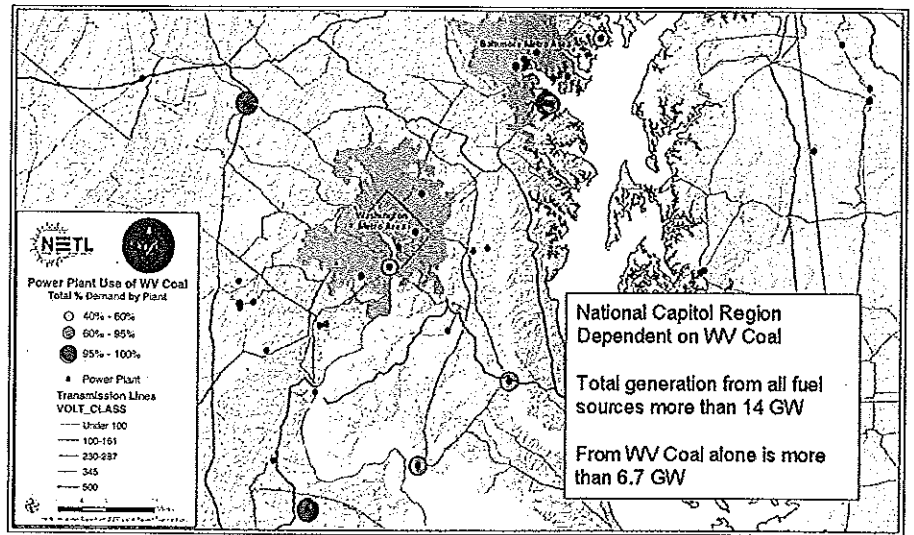 Baltimore Metro Area
Washington
Metro Area
NETL
Power Plant Use of WV Coal
Total % Demand by Plant
40% - 60%
60% - 95%
95% - 100%
Power Plant
Transmission Lines
VOLT_CLASS
Under 100
100-161
230-287
345
500
National Capitol Region
Dependent on WV Coal
Total generation from all fuel
sources more than 14 GW
From WV Coal alone is more
than 6.7 GW